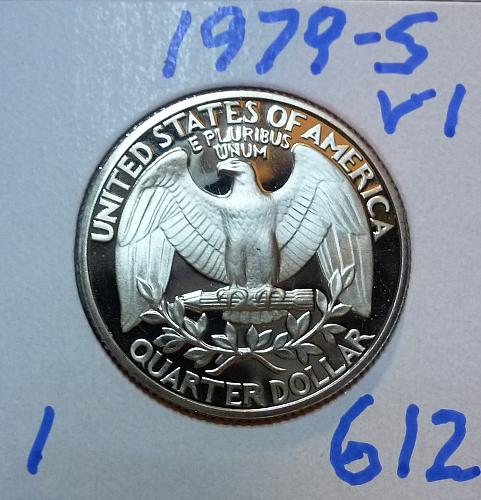 1979-S
V1
UNITED STATES OF AMERICA
E PLURIBUS
UNUM
QUARTER DOLLAR
1
612